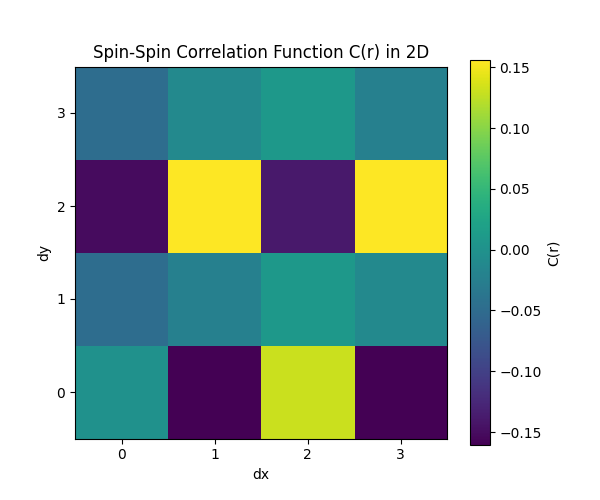 Spin-Spin Correlation Function C(r) in 2D
3
2
1
0
dy
0 1 2 3
dx
0.15
0.10
0.05
0.00
−0.05
−0.10
−0.15
C(r)